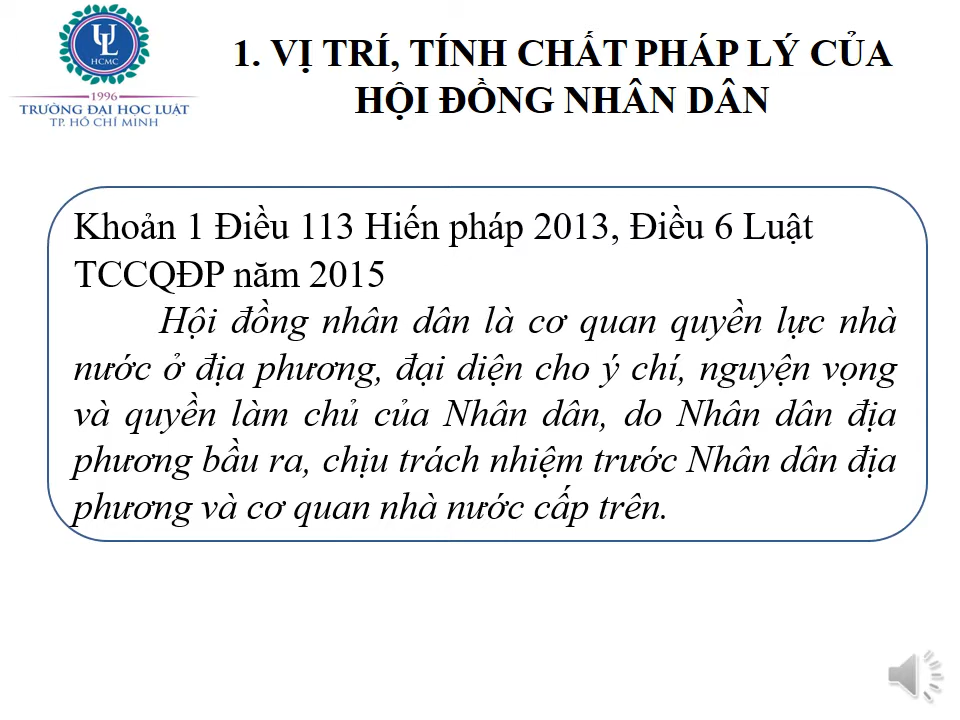 UL
HCMC
1996
TRƯỜNG ĐẠI HỌC LUẬT
TP. HỒ CHÍ MINH
1. VỊ TRÍ, TÍNH CHẤT PHÁP LÝ CỦA
HỘI ĐỒNG NHÂN DÂN
Khoản 1 Điều 113 Hiến pháp 2013, Điều 6 Luật
TCCQĐP năm 2015
Hội đồng nhân dân là cơ quan quyền lực nhà
nước ở địa phương, đại diện cho ý chí, nguyện vọng
và quyền làm chủ của Nhân dân, do Nhân dân địa
phương bầu ra, chịu trách nhiệm trước Nhân dân địa
phương và cơ quan nhà nước cấp trên.